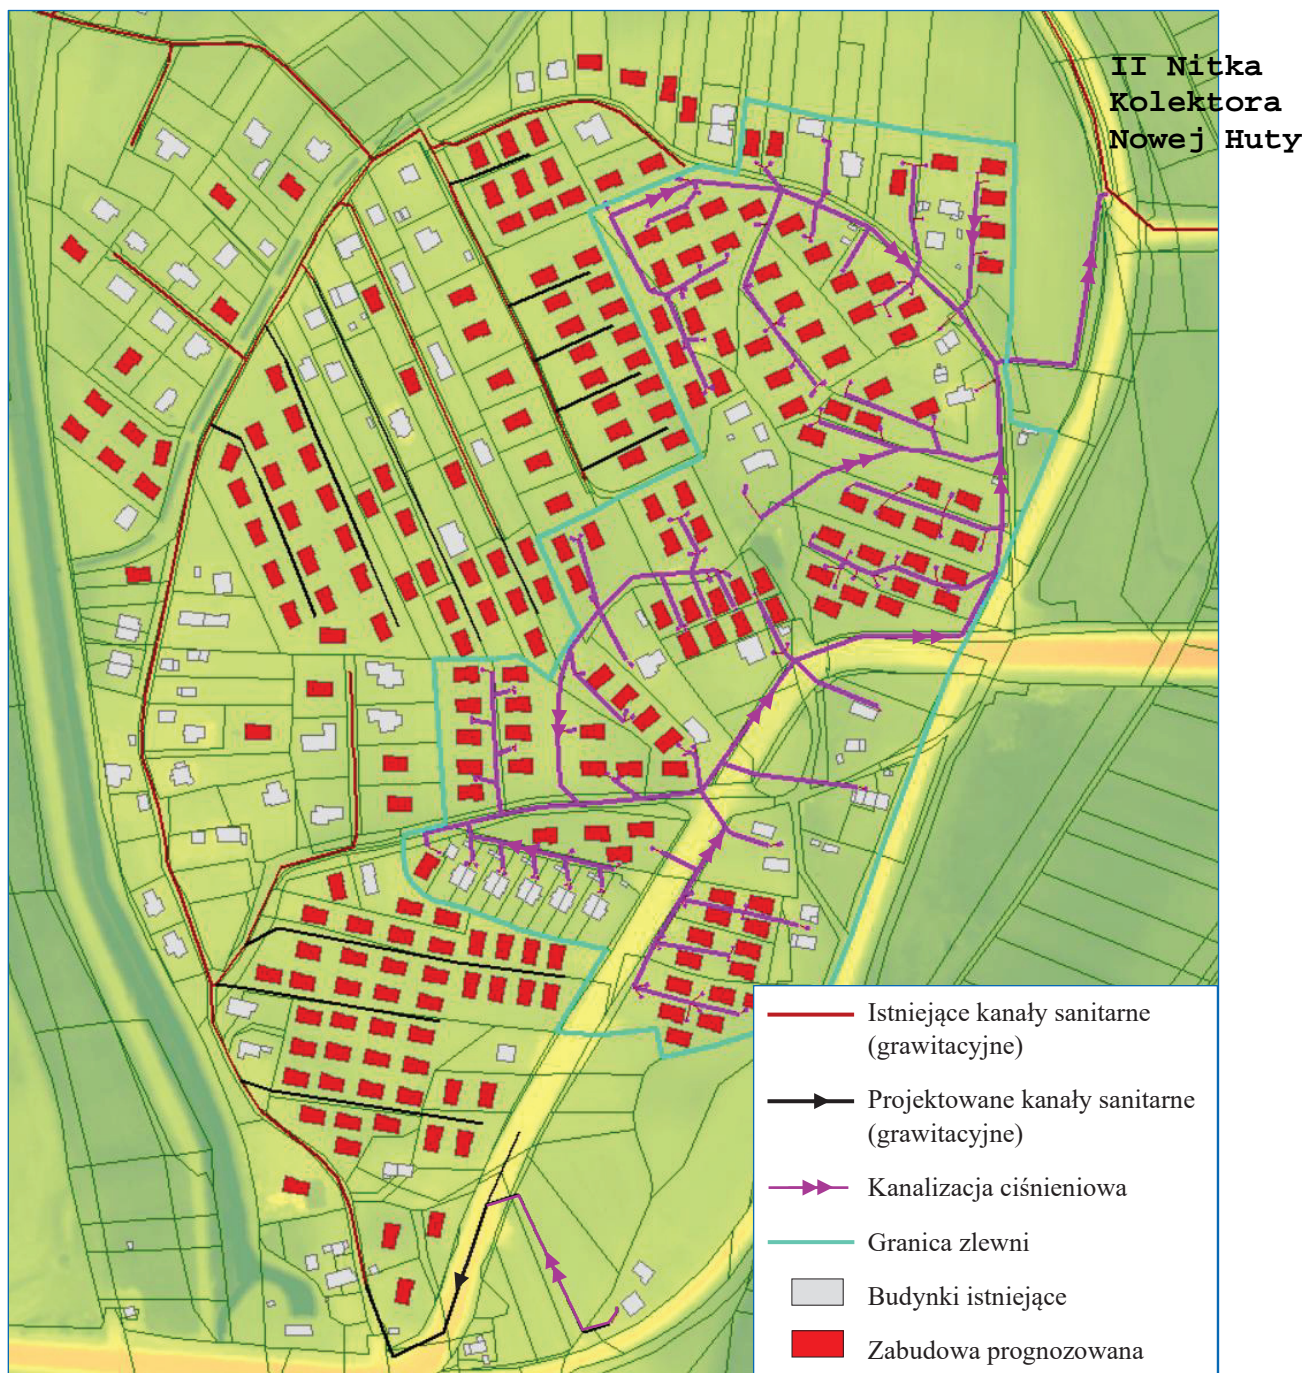 II Nitka
Kolektora
Nowej Huty
Istniejące kanały sanitarne
(grawitacyjne)
Projektowane kanały sanitarne
(grawitacyjne)
Kanalizacja ciśnieniowa
Granica zlewni
Budynki istniejące
Zabudowa prognozowana